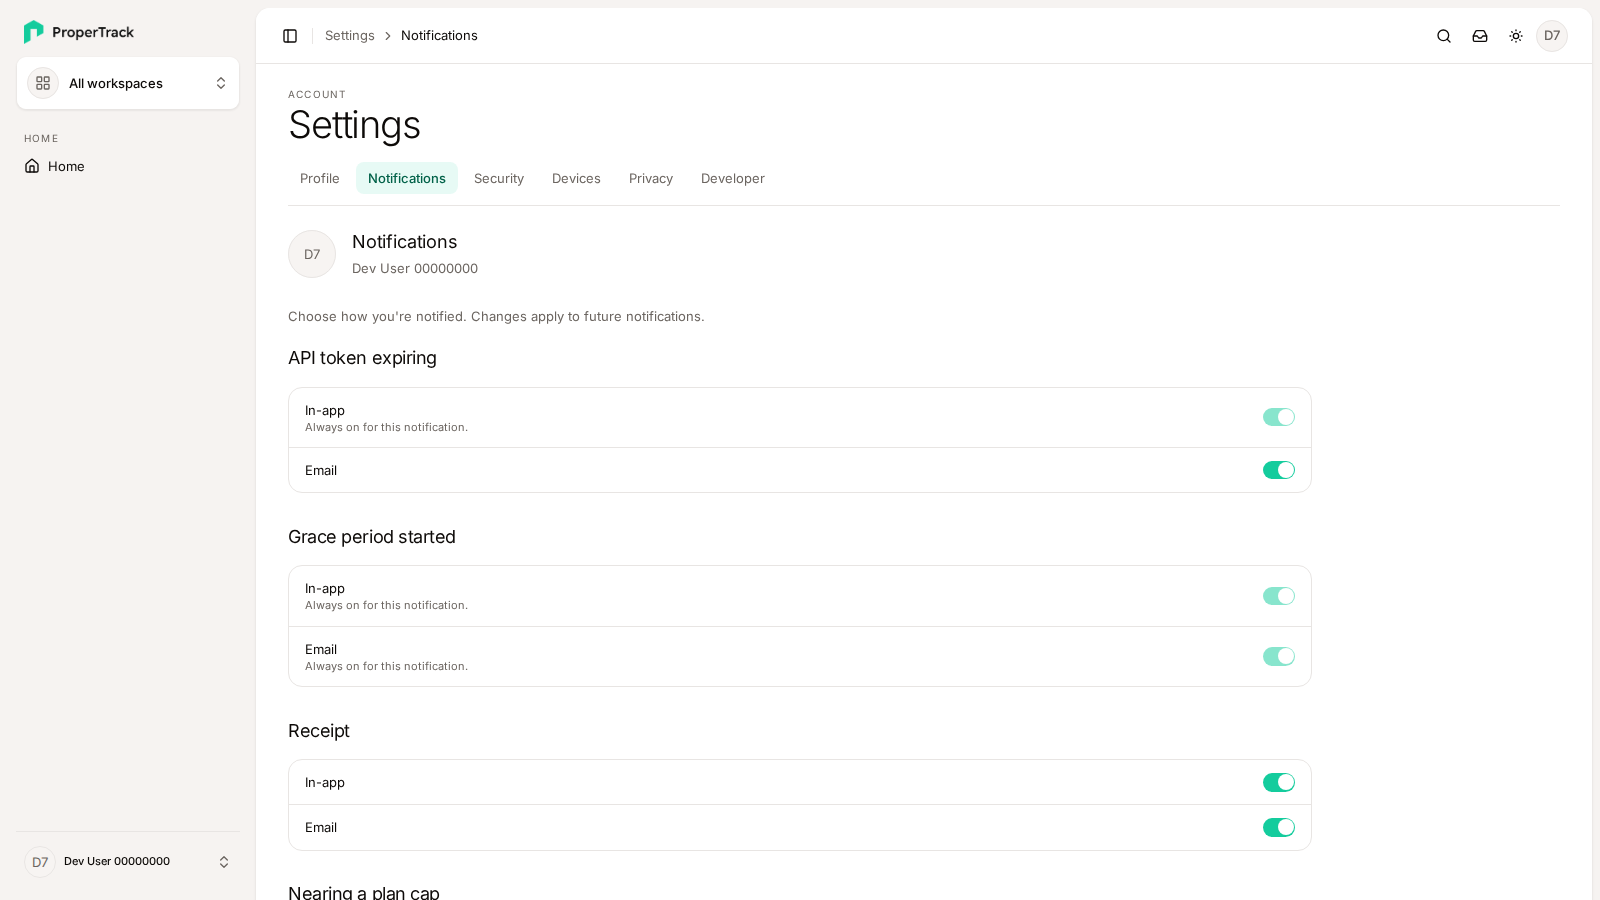 ProperTrack
All workspaces
HOME
Home
D7
Dev User 00000000
Settings
Notifications
D7
ACCOUNT
Settings
Profile
Notifications
Security
Devices
Privacy
Developer
D7
Notifications
Dev User 00000000
Choose how you're notified. Changes apply to future notifications.
API token expiring
In-app
Always on for this notification.
Email
Grace period started
In-app
Always on for this notification.
Email
Always on for this notification.
Receipt
In-app
Email
Nearing a plan cap